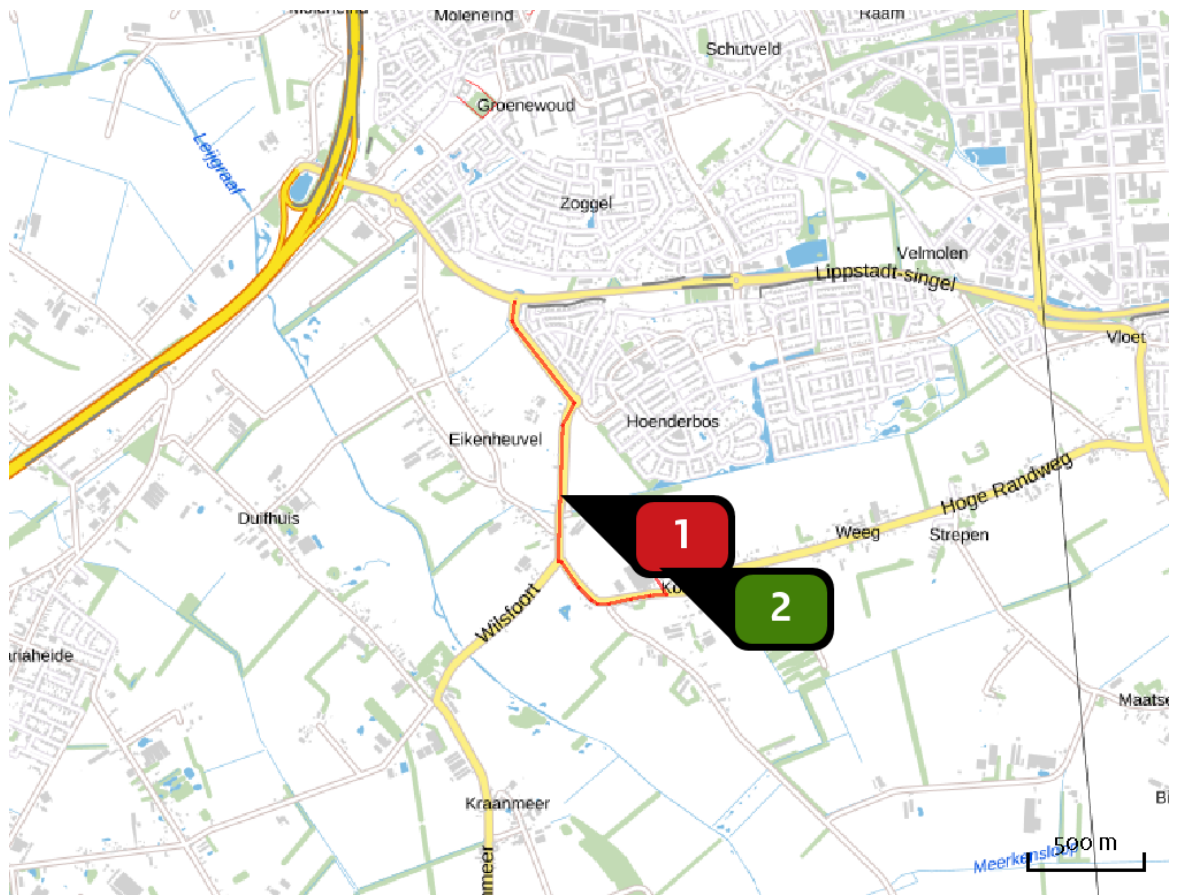 Moleneind
Raam
Schutveld
Groenewoud
Leijgraaf
Zoggel
Velmolen
Lippstadt-singel
Vloet
Hoenderbos
Eikenheuvel
Hoge Randweg
Duifhuis
1
Weeg
Strepen
2
Wilsfoort
Kraanmeer
500 m
Meerkensloop